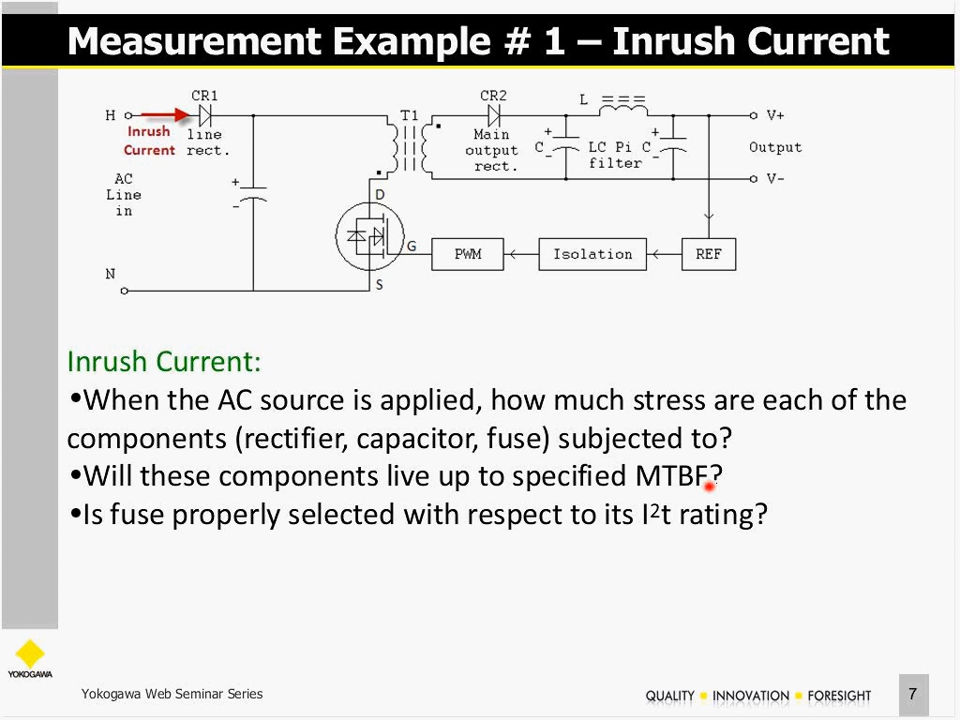 Measurement Example # 1 – Inrush Current
CR1
CR2
L
H
T1
Inrush
Current
line
rect.
Main
output
rect.
+
C
-
LC Pi
filter
+
C
-
V+
Output
V-
AC
Line
in
+
-
D
G
S
PWM
Isolation
REF
N
Inrush Current:
•When the AC source is applied, how much stress are each of the
components (rectifier, capacitor, fuse) subjected to?
•Will these components live up to specified MTBF?
•Is fuse properly selected with respect to its I²t rating?
YOKOGAWA
Yokogawa Web Seminar Series
QUALITY ■ INNOVATION ■ FORESIGHT
7